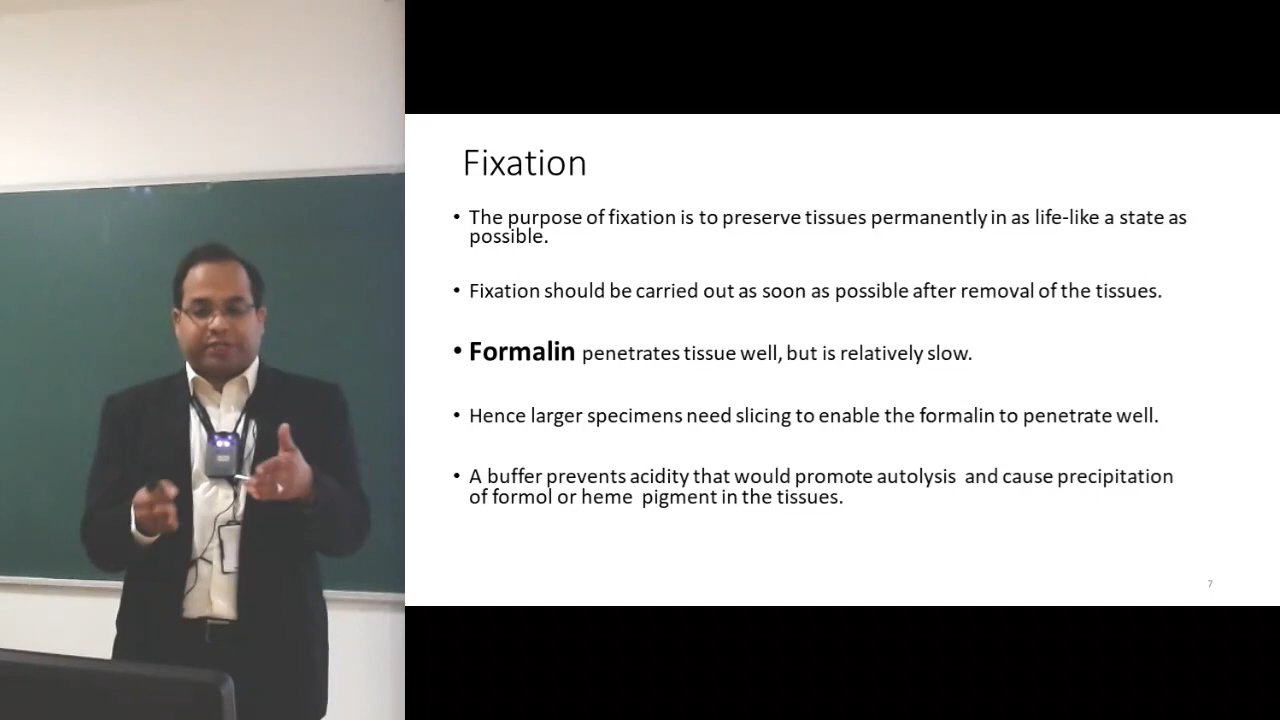 Fixation
• The purpose of fixation is to preserve tissues permanently in as life-like a state as
possible.
• Fixation should be carried out as soon as possible after removal of the tissues.
• Formalin penetrates tissue well, but is relatively slow.
• Hence larger specimens need slicing to enable the formalin to penetrate well.
• A buffer prevents acidity that would promote autolysis  and cause precipitation
of formol or heme  pigment in the tissues.
7